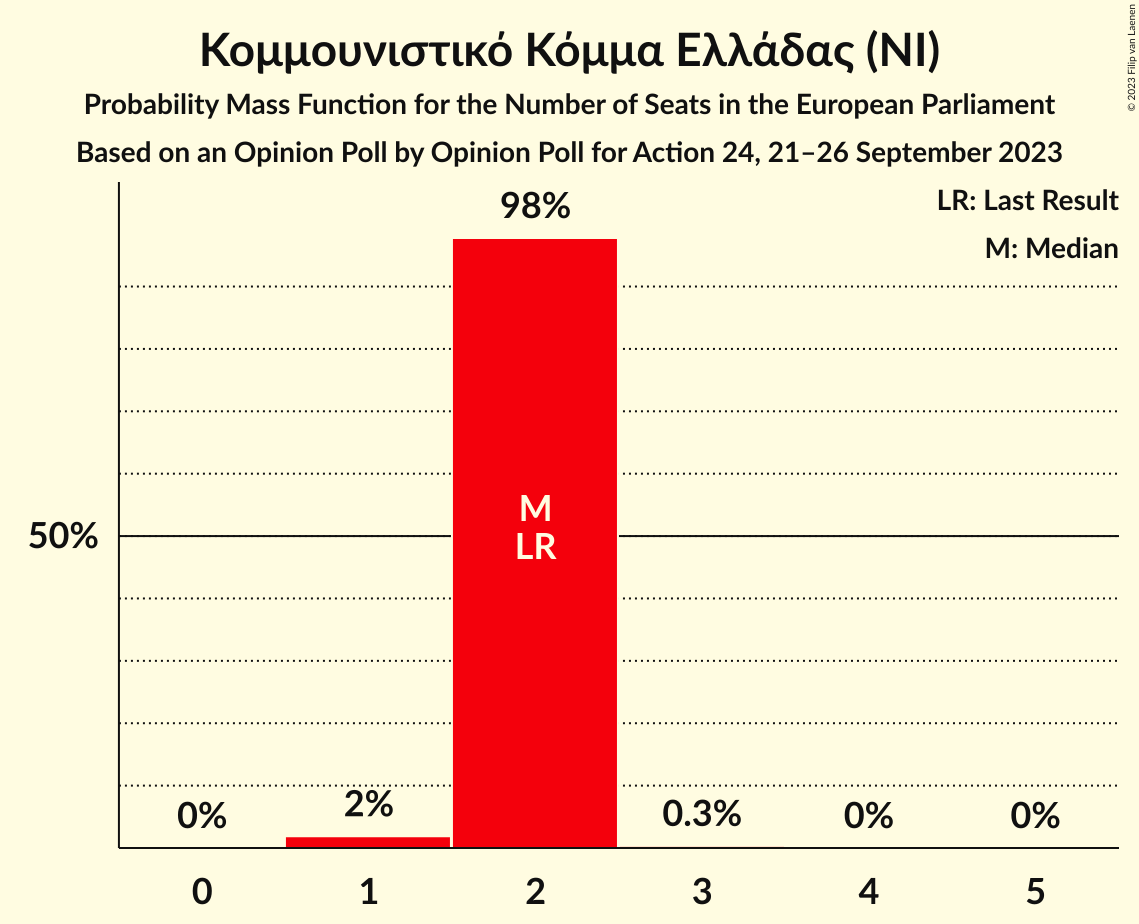 Κομμουνιστικό Κόμμα Ελλάδας (NI)
Probability Mass Function for the Number of Seats in the European Parliament
Based on an Opinion Poll by Opinion Poll for Action 24, 21–26 September 2023
© 2023 Filip van Laenen
LR: Last Result
M: Median
98%
50%
M
LR
0%
2%
0.3%
0%
0%
0
1
2
3
4
5